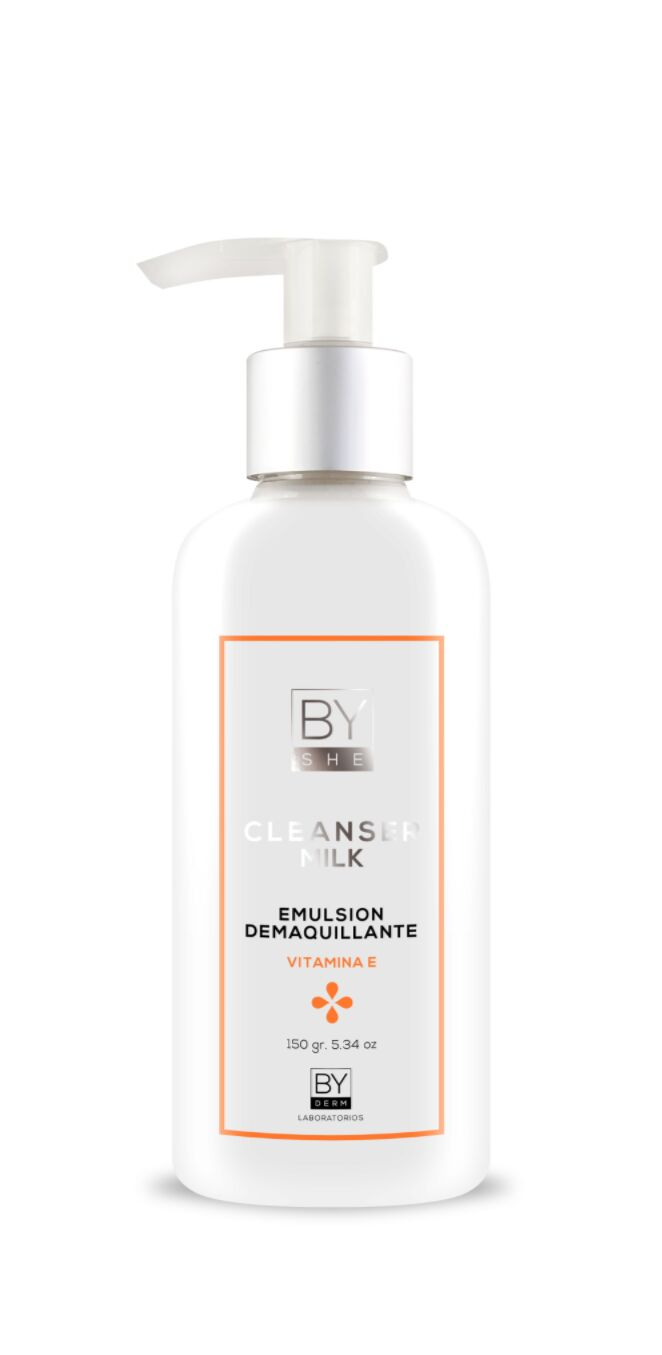 BY
SHE
CLEANSER
MILK
EMULSION
DEMAQUILLANTE
VITAMINA E
150 gr. 5.34 oz
BY
DERM
LABORATORIOS